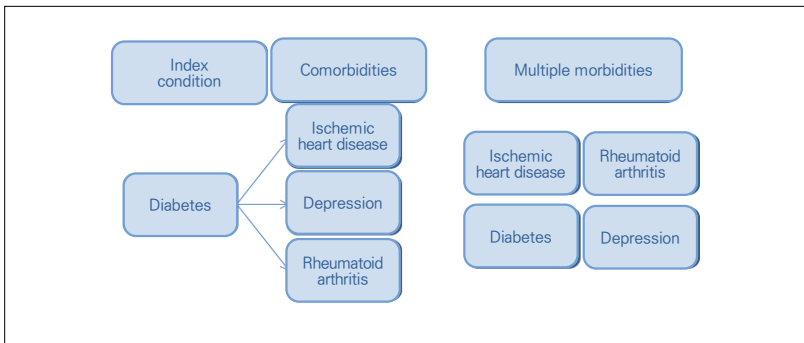 Index
condition
Comorbidities
Multiple morbidities
Ischemic
heart disease
Diabetes
Depression
Rheumatoid
arthritis
Ischemic
heart disease
Rheumatoid
arthritis
Diabetes
Depression